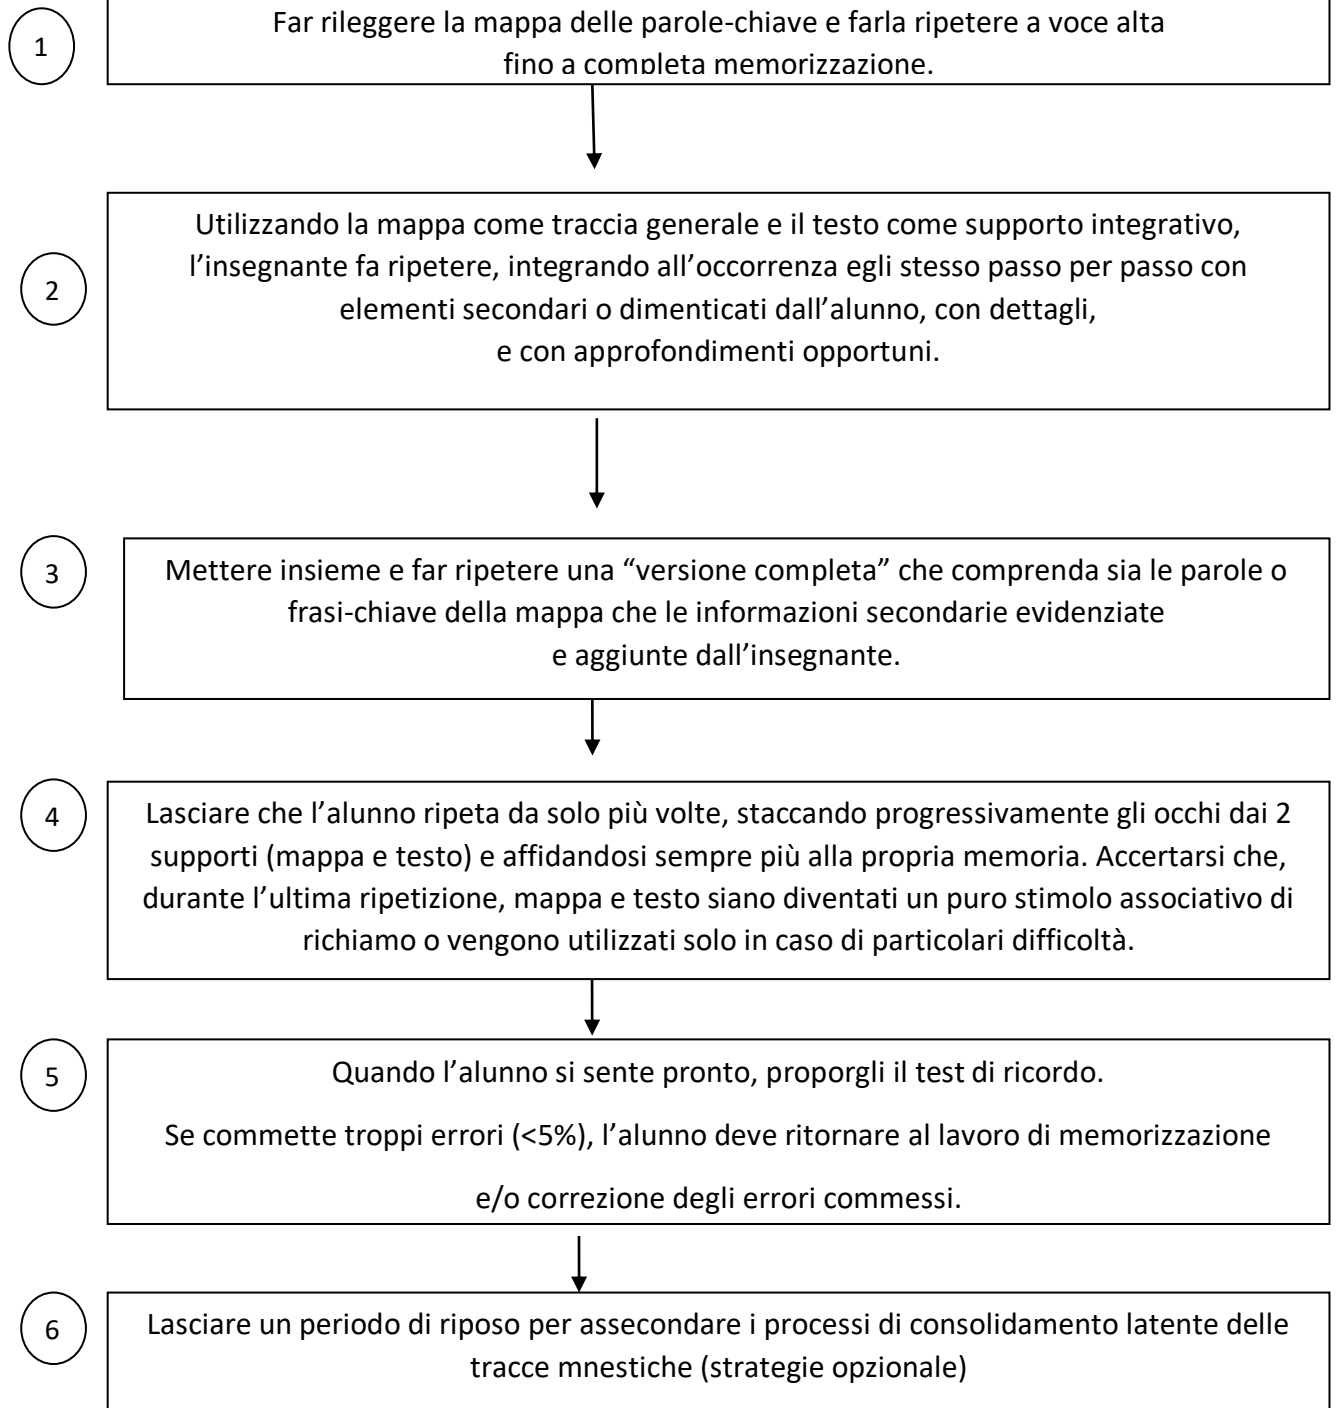 1
Far rileggere la mappa delle parole-chiave e farla ripetere a voce alta
fino a completa memorizzazione.
2
Utilizzando la mappa come traccia generale e il testo come supporto integrativo,
l’insegnante fa ripetere, integrando all’occorrenza egli stesso passo per passo con
elementi secondari o dimenticati dall’alunno, con dettagli,
e con approfondimenti opportuni.
3
Mettere insieme e far ripetere una “versione completa” che comprenda sia le parole o
frasi-chiave della mappa che le informazioni secondarie evidenziate
e aggiunte dall’insegnante.
4
Lasciare che l’alunno ripeta da solo più volte, staccando progressivamente gli occhi dai 2
supporti (mappa e testo) e affidandosi sempre più alla propria memoria. Accertarsi che,
durante l’ultima ripetizione, mappa e testo siano diventati un puro stimolo associativo di
richiamo o vengono utilizzati solo in caso di particolari difficoltà.
5
Quando l’alunno si sente pronto, proporgli il test di ricordo.
Se commette troppi errori (<5%), l’alunno deve ritornare al lavoro di memorizzazione
e/o correzione degli errori commessi.
6
Lasciare un periodo di riposo per assecondare i processi di consolidamento latente delle
tracce mnestiche (strategie opzionale)